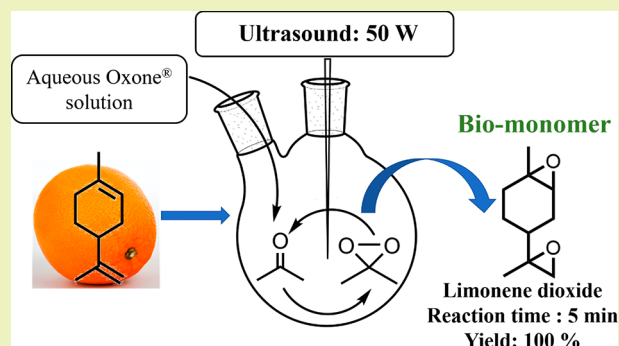 Ultrasound: 50 W
Aqueous Oxone®
solution
Bio-monomer
O
O
O O
O
Limonene dioxide
Reaction time : 5 min
Yield: 100 %